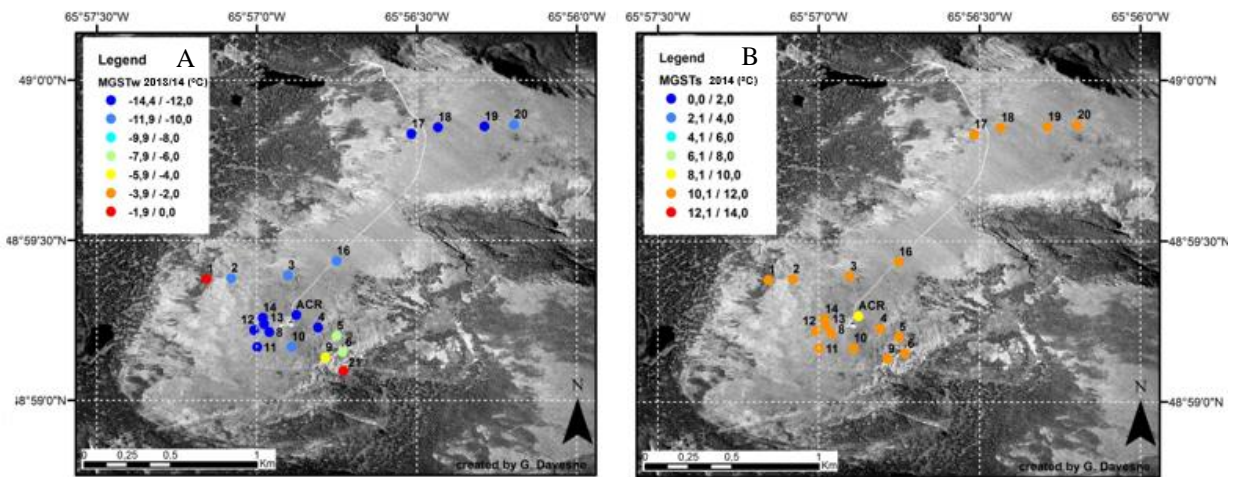 65°57'30"W 65°57'0"W 65°56'30"W 65°56'0"W
A
Legend
MGSTw 2013/14 (ºC)
-14,4 / -12,0
-11,9 / -10,0
-9,9 / -8,0
-7,9 / -6,0
-5,9 / -4,0
-3,9 / -2,0
-1,9 / 0,0
49°0'0"N
48°59'30"N
48°59'0"N
17 18 19 20
16
1 2 3
14 ACR
12 13 8 4 5
11 10 9 6
21
N
0 0,25 0,5 1
Km
created by G. Davesne
65°57'30"W 65°57'0"W 65°56'30"W 65°56'0"W
B
Legend
MGSTs 2014 (ºC)
0,0 / 2,0
2,1 / 4,0
4,1 / 6,0
6,1 / 8,0
8,1 / 10,0
10,1 / 12,0
12,1 / 14,0
49°0'0"N
48°59'30"N
48°59'0"N
17 18 19 20
16
1 2 3
14 ACR
12 13 8 4 5
11 10 9 6
N
0 0,25 0,5 1
Km
created by G. Davesne